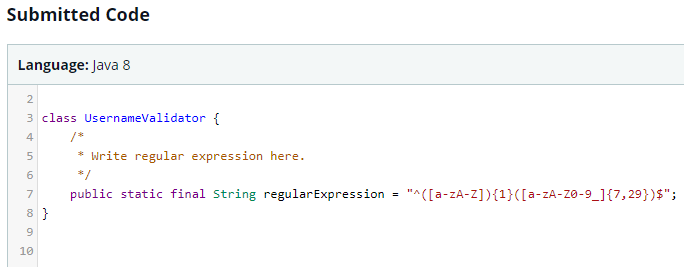 Submitted Code
Language: Java 8
2
3 class UsernameValidator {
4 /*
5 * Write regular expression here.
6 */
7 public static final String regularExpression = "^([a-zA-Z]){1}([a-zA-Z0-9_]{7,29})$";
8 }
9
10